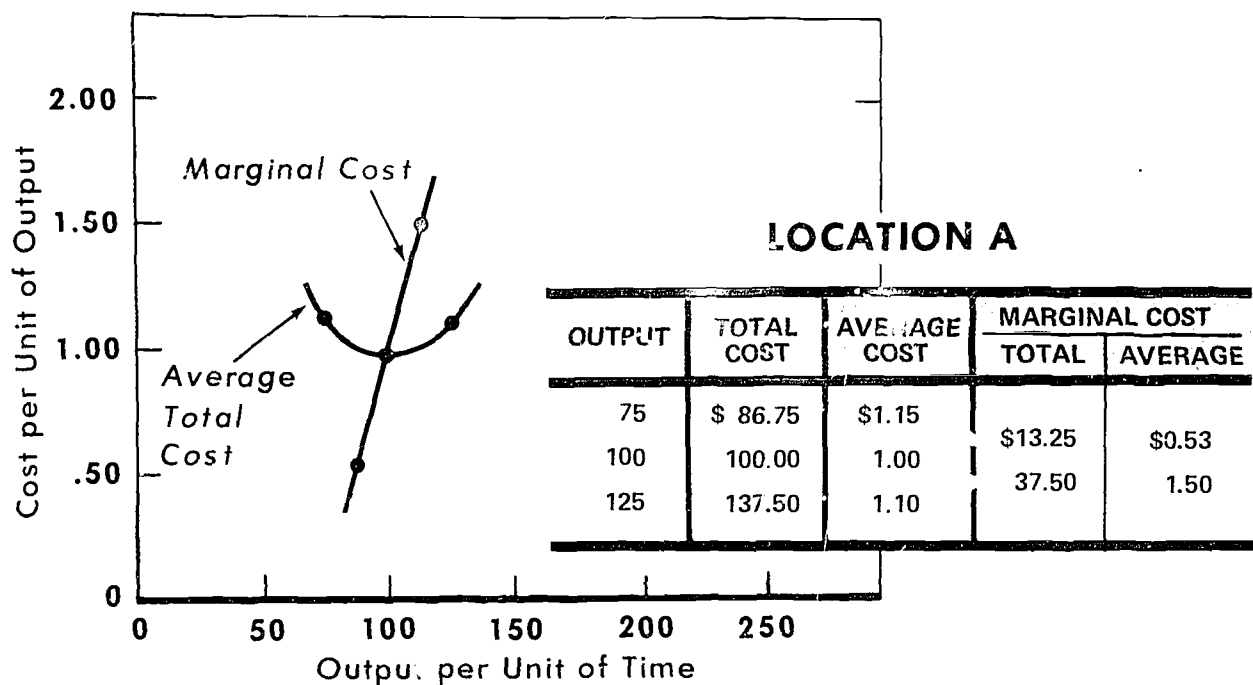 Cost per Unit of Output
2.00
1.50
1.00
.50
0
Marginal Cost
Average
Total
Cost
0 50 100 150 200 250
Output per Unit of Time
LOCATION A
OUTPUT TOTAL COST AVERAGE COST MARGINAL COST
TOTAL AVERAGE
75 $ 86.75 $1.15
$13.25 $0.53
100 100.00 1.00
37.50 1.50
125 137.50 1.10